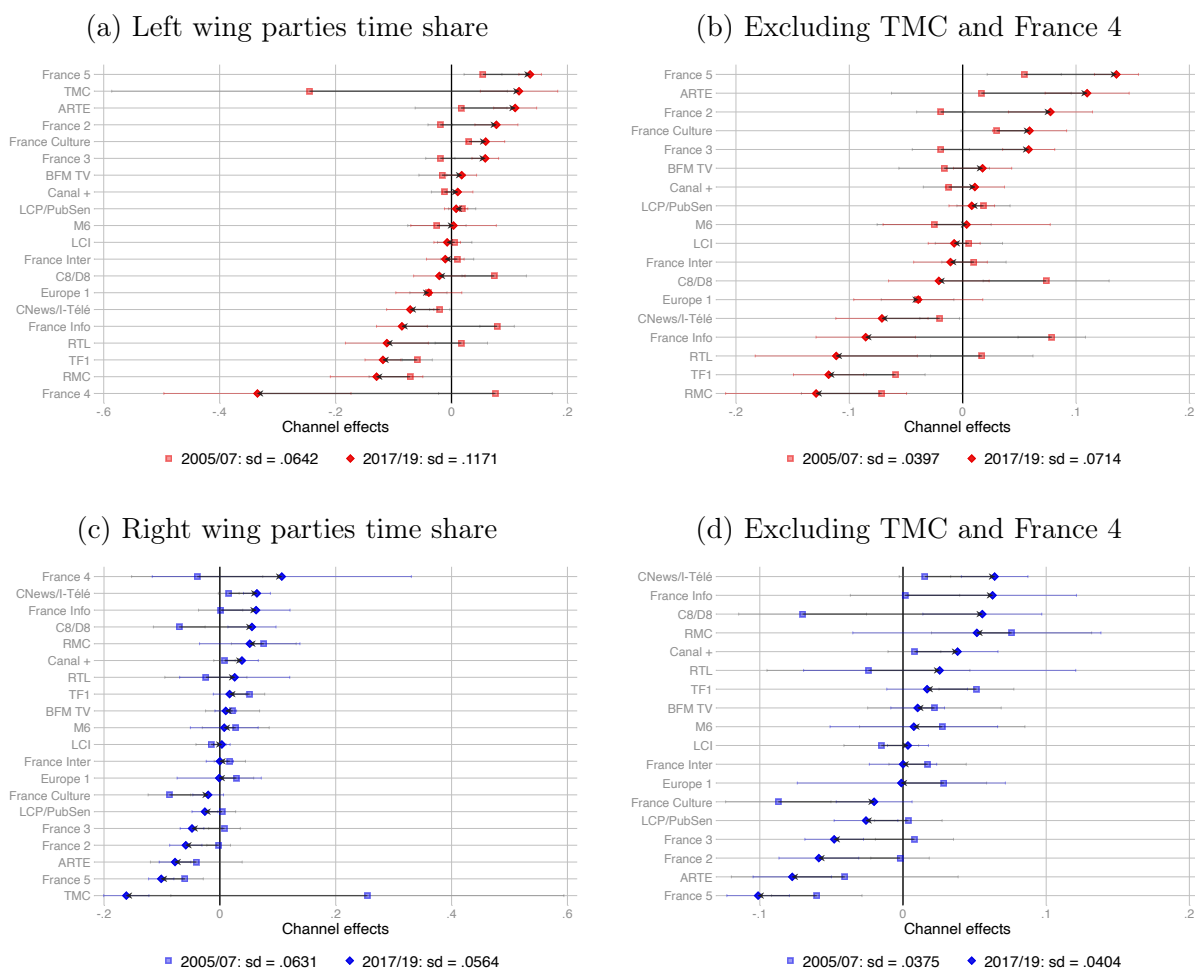 (a) Left wing parties time share
France 5
TMC
ARTE
France 2
France Culture
France 3
BFM TV
Canal +
LCP/PubSen
M6
LCI
France Inter
C8/D8
Europe 1
CNews/I-Télé
France Info
RTL
TF1
RMC
France 4
-.6 -.4 -.2 0 .2
Channel effects
2005/07: sd = .0642 2017/19: sd = .1171
(b) Excluding TMC and France 4
France 5
ARTE
France 2
France Culture
France 3
BFM TV
Canal +
LCP/PubSen
M6
LCI
France Inter
C8/D8
Europe 1
CNews/I-Télé
France Info
RTL
TF1
RMC
-.2 -.1 0 .1 .2
Channel effects
2005/07: sd = .0397 2017/19: sd = .0714
(c) Right wing parties time share
France 4
CNews/I-Télé
France Info
C8/D8
RMC
Canal +
RTL
TF1
BFM TV
M6
LCI
France Inter
Europe 1
France Culture
LCP/PubSen
France 3
France 2
ARTE
France 5
TMC
-.2 0 .2 .4 .6
Channel effects
2005/07: sd = .0631 2017/19: sd = .0564
(d) Excluding TMC and France 4
CNews/I-Télé
France Info
C8/D8
RMC
Canal +
RTL
TF1
BFM TV
M6
LCI
France Inter
Europe 1
France Culture
LCP/PubSen
France 3
France 2
ARTE
France 5
-.1 0 .1 .2
Channel effects
2005/07: sd = .0375 2017/19: sd = .0404